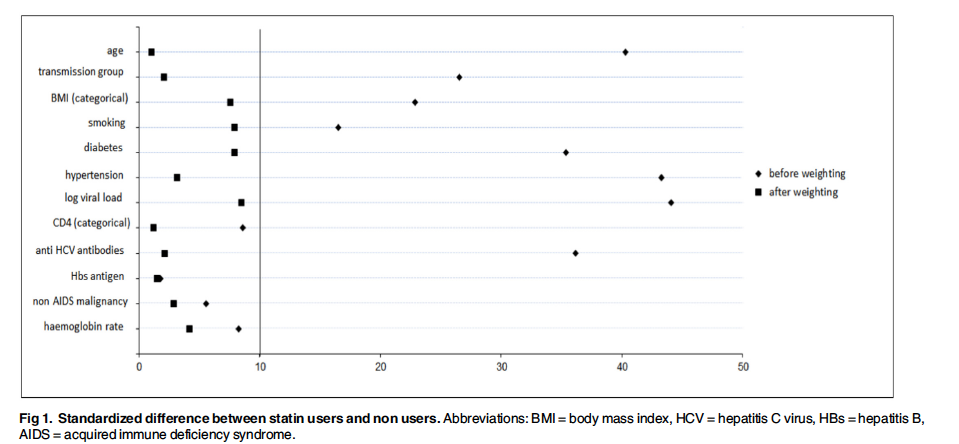 age
transmission group
BMI (categorical)
smoking
diabetes
hypertension
log viral load
CD4 (categorical)
anti HCV antibodies
Hbs antigen
non AIDS malignancy
haemoglobin rate
before weighting
after weighting
0 10 20 30 40 50
Fig 1. Standardized difference between statin users and non users. Abbreviations: BMI = body mass index, HCV = hepatitis C virus, HBs = hepatitis B,
AIDS = acquired immune deficiency syndrome.